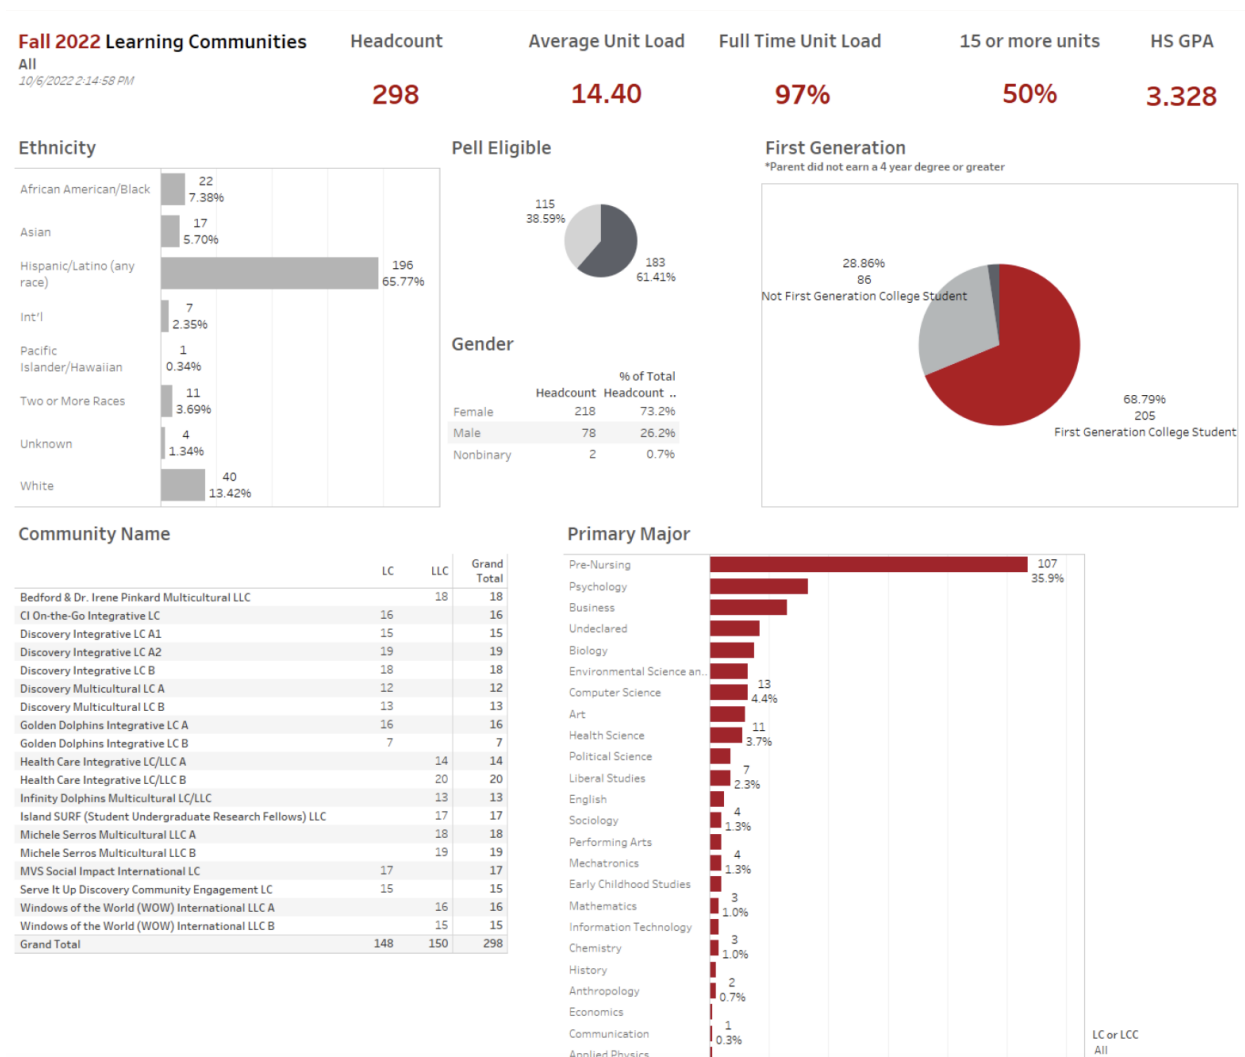 Fall 2022 Learning Communities
All
10/6/2022 2:14:58 PM
Headcount
298
Average Unit Load
14.40
Full Time Unit Load
97%
15 or more units
50%
HS GPA
3.328
Ethnicity
African American/Black
22
7.38%
Asian
17
5.70%
Hispanic/Latino (any
race)
196
65.77%
Int'l
7
2.35%
Pacific
Islander/Hawaiian
1
0.34%
Two or More Races
11
3.69%
Unknown
4
1.34%
White
40
13.42%
Pell Eligible
115
38.59%
183
61.41%
Gender
% of Total
Headcount Headcount ..
Female 218 73.2%
Male 78 26.2%
Nonbinary 2 0.7%
First Generation
*Parent did not earn a 4 year degree or greater
28.86%
86
Not First Generation College Student
68.79%
205
First Generation College Student
Community Name
LC LLC Grand
Total
Bedford & Dr. Irene Pinkard Multicultural LLC 18 18
CI On-the-Go Integrative LC 16 16
Discovery Integrative LC A1 15 15
Discovery Integrative LC A2 19 19
Discovery Integrative LC B 18 18
Discovery Multicultural LC A 12 12
Discovery Multicultural LC B 13 13
Golden Dolphins Integrative LC A 16 16
Golden Dolphins Integrative LC B 7 7
Health Care Integrative LC/LLC A 14 14
Health Care Integrative LC/LLC B 20 20
Infinity Dolphins Multicultural LC/LLC 13 13
Island SURF (Student Undergraduate Research Fellows) LLC 17 17
Michele Serros Multicultural LLC A 18 18
Michele Serros Multicultural LLC B 19 19
MVS Social Impact International LC 17 17
Serve It Up Discovery Community Engagement LC 15 15
Windows of the World (WOW) International LLC A 16 16
Windows of the World (WOW) International LLC B 15 15
Grand Total 148 150 298
Primary Major
Pre-Nursing
107
35.9%
Psychology
Business
Undeclared
Biology
Environmental Science an..
Computer Science
13
4.4%
Art
Health Science
11
3.7%
Political Science
Liberal Studies
7
2.3%
English
Sociology
4
1.3%
Performing Arts
Mechatronics
4
1.3%
Early Childhood Studies
Mathematics
3
1.0%
Information Technology
Chemistry
3
1.0%
History
Anthropology
2
0.7%
Economics
Communication
1
0.3%
Applied Physics
LC or LCC
All